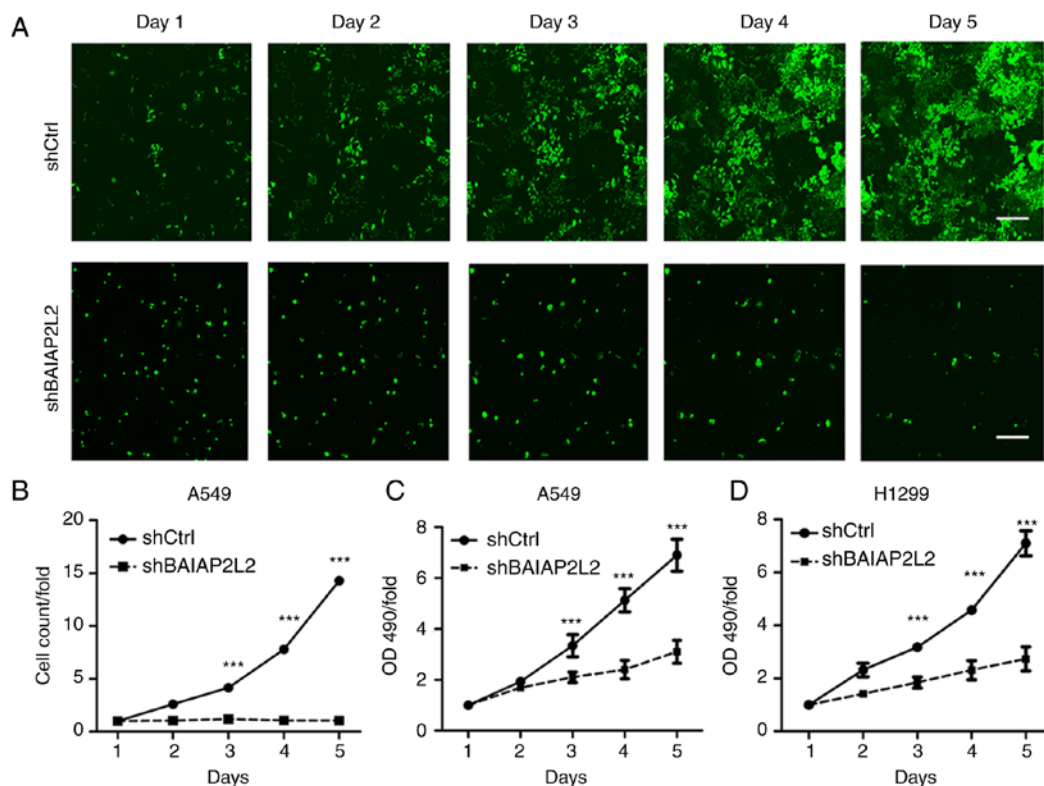 A
Day 1 Day 2 Day 3 Day 4 Day 5
shCtrl
shBAIAP2L2
B
A549
Cell count/fold
20
15
10
5
0
shCtrl
shBAIAP2L2
***
***
***
1 2 3 4 5
Days
C
A549
OD 490/fold
8
6
4
2
0
shCtrl
shBAIAP2L2
***
***
***
1 2 3 4 5
Days
D
H1299
OD 490/fold
8
6
4
2
0
shCtrl
shBAIAP2L2
***
***
***
1 2 3 4 5
Days